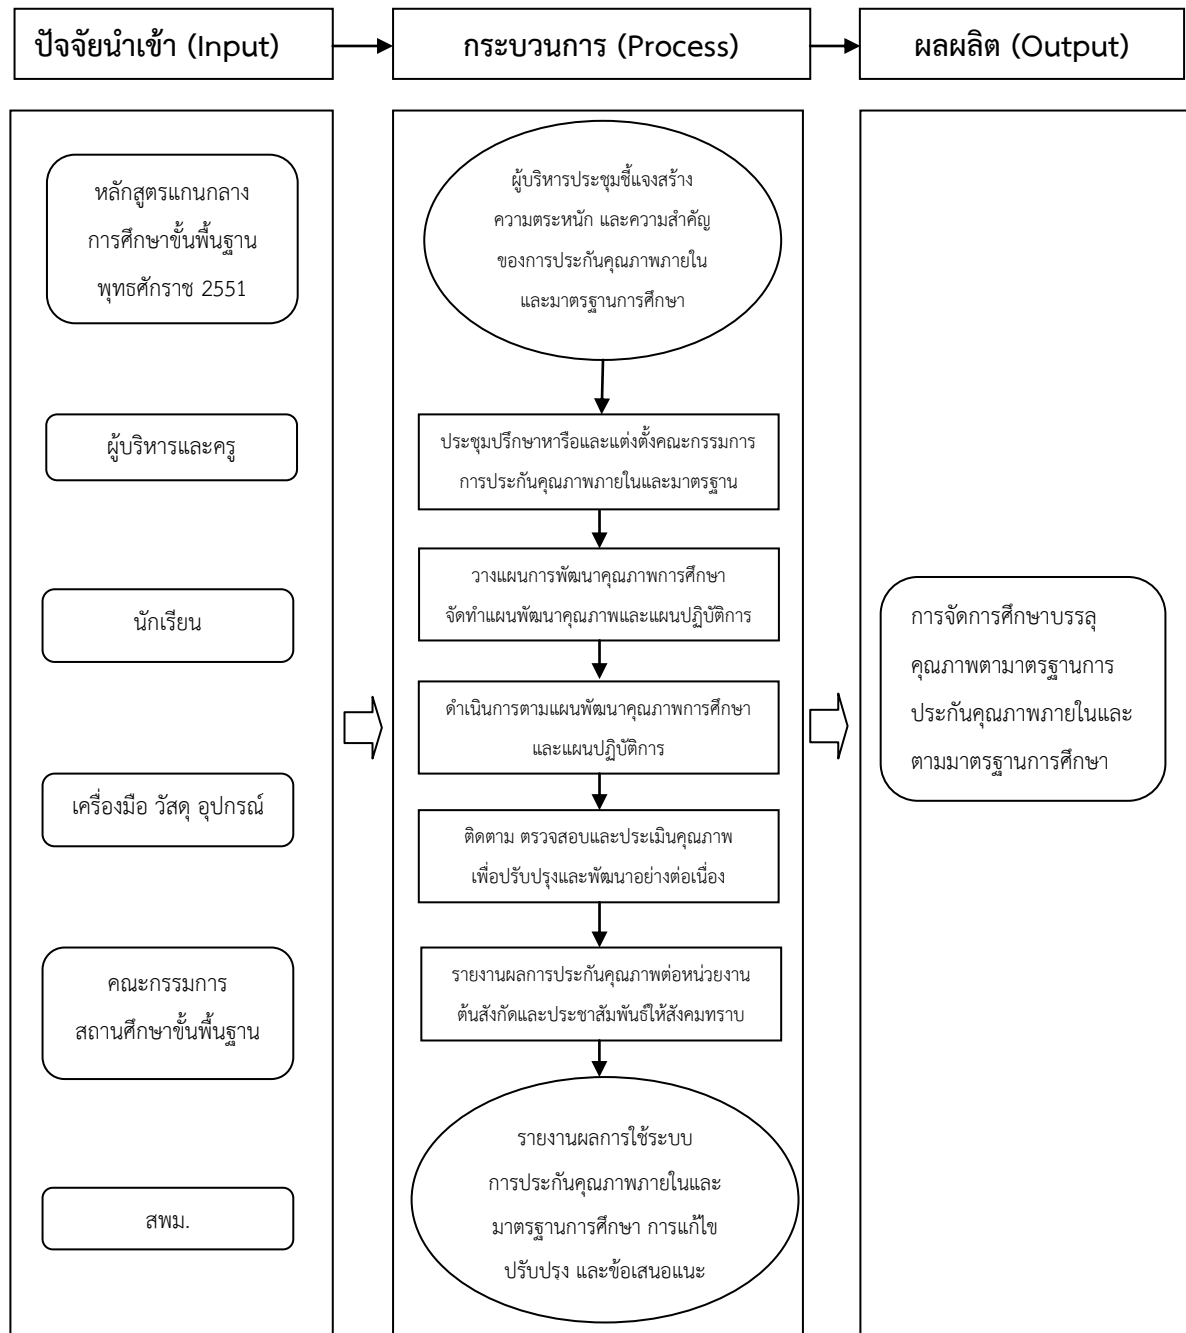 ปัจจัยนำเข้า (Input)
กระบวนการ (Process)
ผลผลิต (Output)
หลักสูตรแกนกลาง
การศึกษาขั้นพื้นฐาน
พุทธศักราช 2551
ผู้บริหารและครู
นักเรียน
เครื่องมือ วัสดุ อุปกรณ์
คณะกรรมการ
สถานศึกษาขั้นพื้นฐาน
สพม.
ผู้บริหารประชุมชี้แจงสร้าง
ความตระหนัก และความสำคัญ
ของการประกันคุณภาพภายใน
และมาตรฐานการศึกษา
ประชุมปรึกษาหารือและแต่งตั้งคณะกรรมการ
การประกันคุณภาพภายในและมาตรฐาน
วางแผนการพัฒนาคุณภาพการศึกษา
จัดทำแผนพัฒนาคุณภาพและแผนปฏิบัติการ
ดำเนินการตามแผนพัฒนาคุณภาพการศึกษา
และแผนปฏิบัติการ
ติดตาม ตรวจสอบและประเมินคุณภาพ
เพื่อปรับปรุงและพัฒนาอย่างต่อเนื่อง
รายงานผลการประกันคุณภาพต่อหน่วยงาน
ต้นสังกัดและประชาสัมพันธ์ให้สังคมทราบ
รายงานผลการใช้ระบบ
การประกันคุณภาพภายในและ
มาตรฐานการศึกษา การแก้ไข
ปรับปรุง และข้อเสนอแนะ
การจัดการศึกษาบรรลุ
คุณภาพตามาตรฐานการ
ประกันคุณภาพภายในและ
ตามมาตรฐานการศึกษา